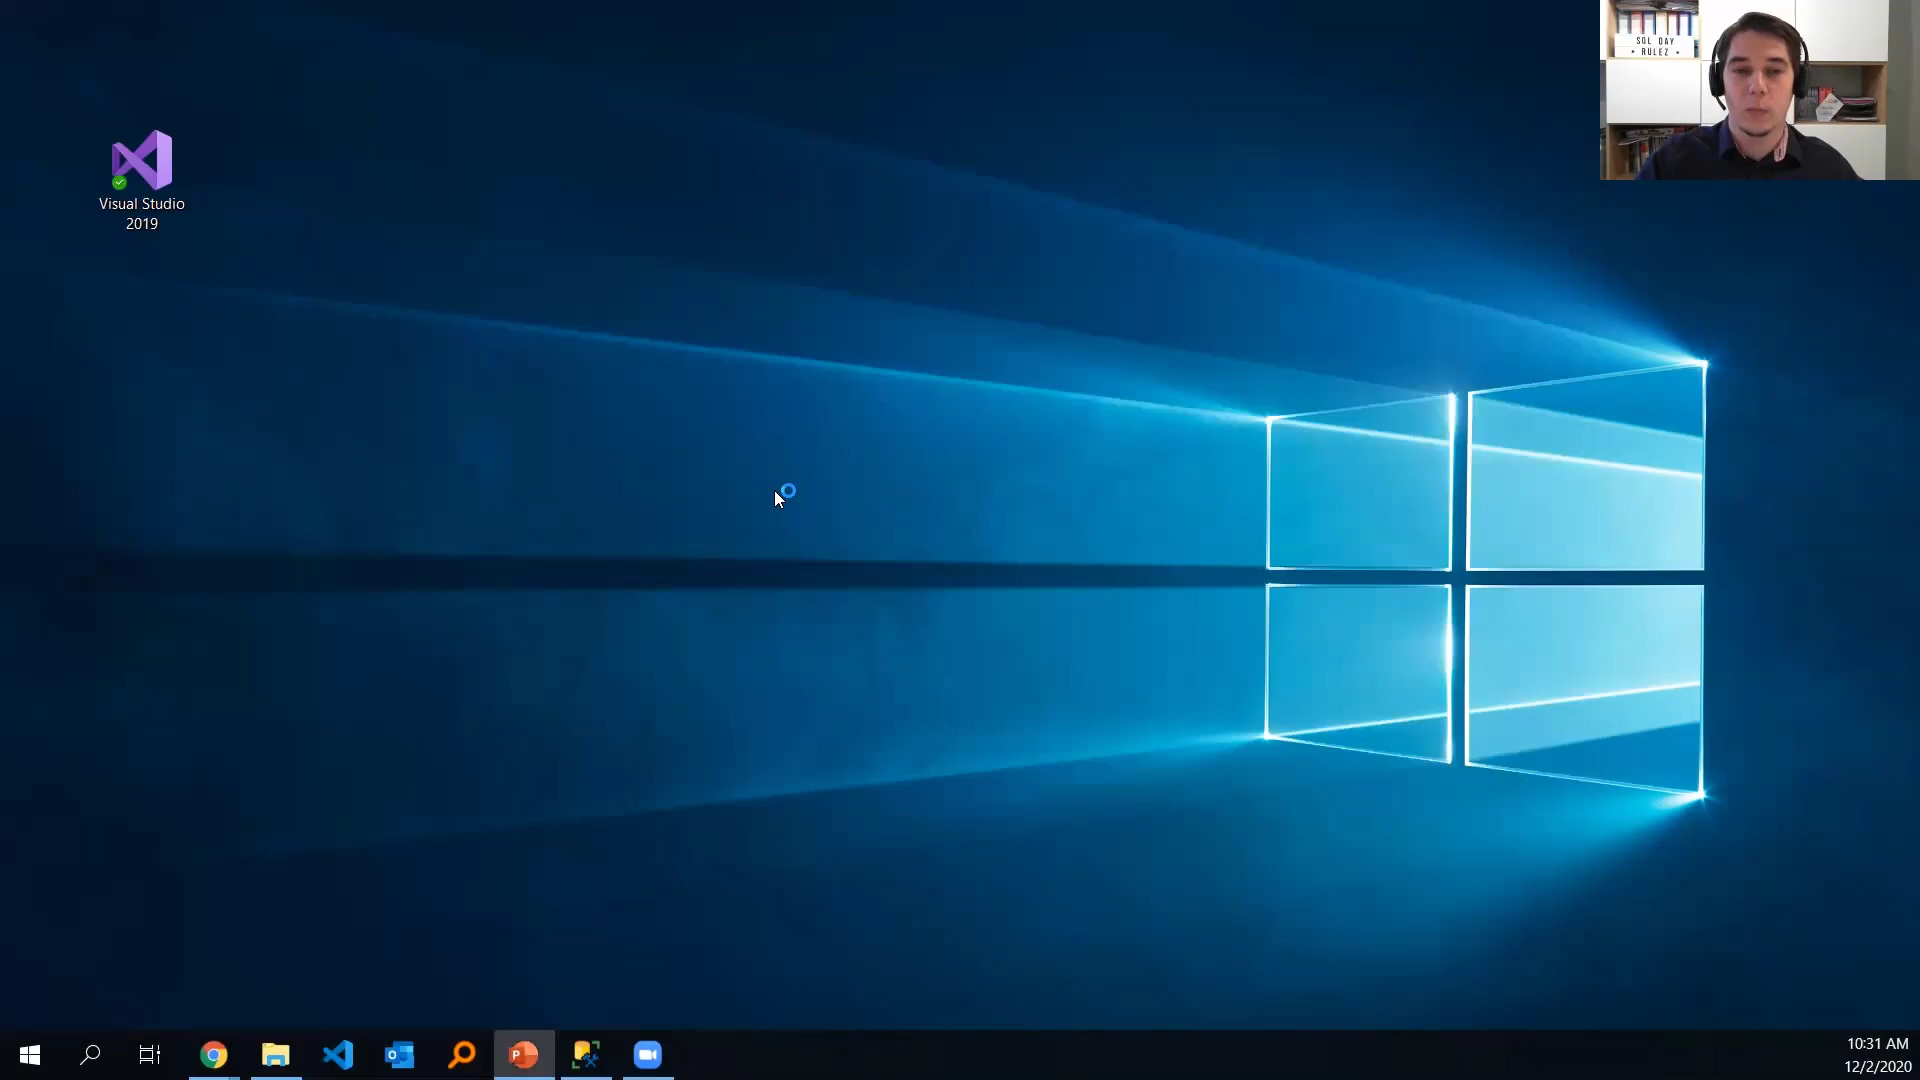 SQL DAY
* RULEZ *
Visual Studio
2019
10:31 AM
12/2/2020